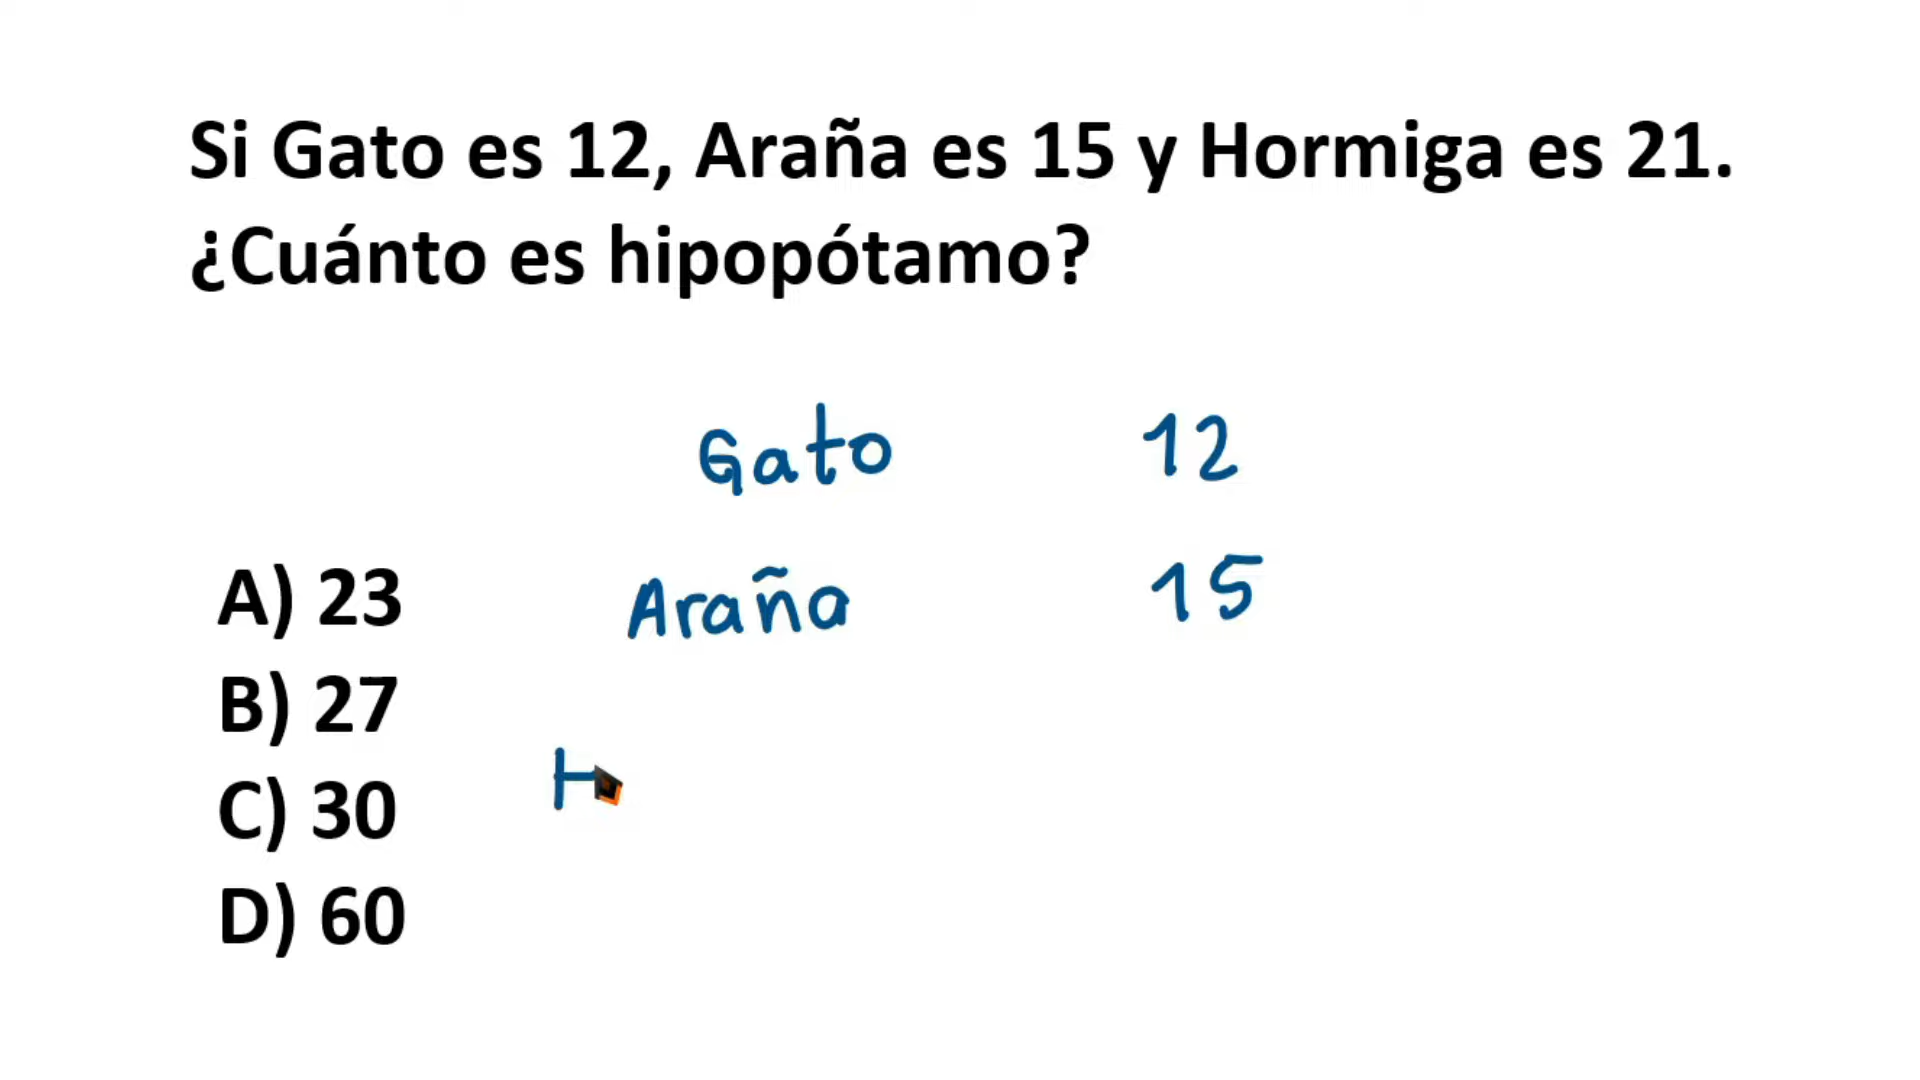 Si Gato es 12, Araña es 15 y Hormiga es 21.
¿Cuánto es hipopótamo?
Gato 12
Araña 15
A) 23
B) 27
H
C) 30
D) 60